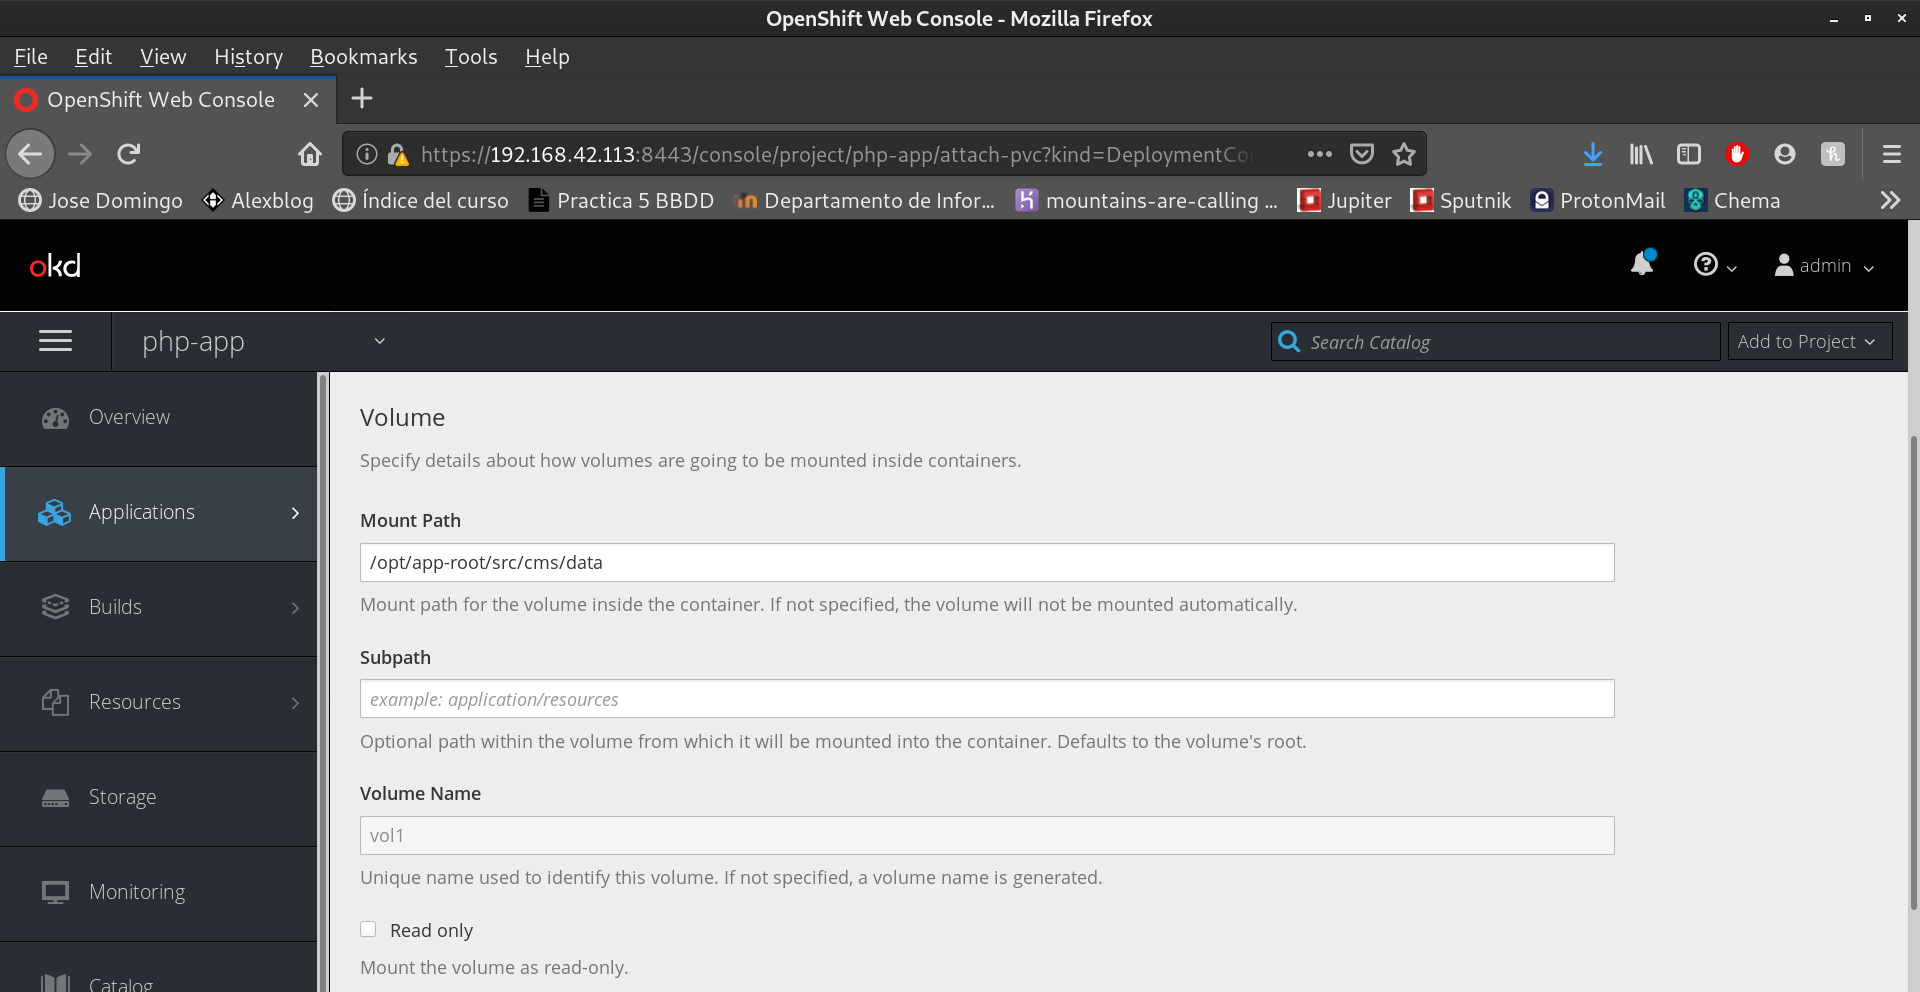 OpenShift Web Console - Mozilla Firefox
File Edit View History Bookmarks Tools Help
OpenShift Web Console
https://192.168.42.113:8443/console/project/php-app/attach-pvc?kind=DeploymentCo
Jose Domingo Alexblog Índice del curso Practica 5 BBDD Departamento de Infor... mountains-are-calling ... Jupiter Sputnik ProtonMail Chema
okd
admin
php-app
Search Catalog
Add to Project
Overview
Applications
Builds
Resources
Storage
Monitoring
Catalog
Volume
Specify details about how volumes are going to be mounted inside containers.
Mount Path
/opt/app-root/src/cms/data
Mount path for the volume inside the container. If not specified, the volume will not be mounted automatically.
Subpath
example: application/resources
Optional path within the volume from which it will be mounted into the container. Defaults to the volume's root.
Volume Name
vol1
Unique name used to identify this volume. If not specified, a volume name is generated.
Read only
Mount the volume as read-only.